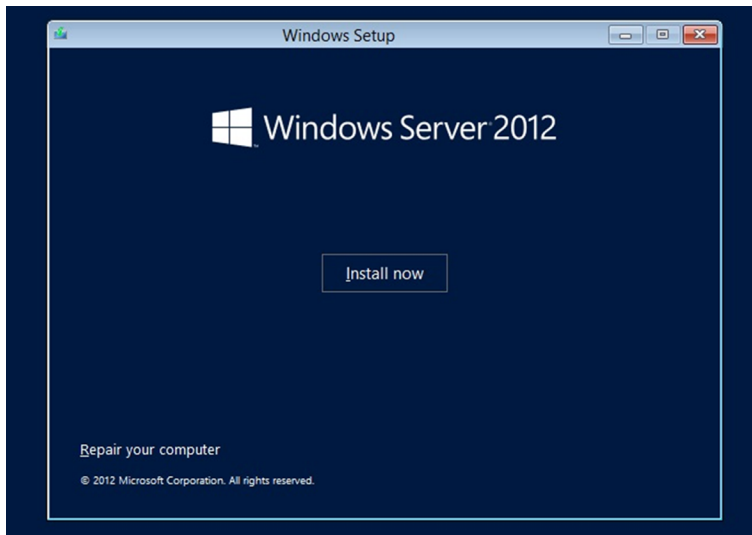 Windows Setup
Windows Server 2012
Install now
Repair your computer
© 2012 Microsoft Corporation. All rights reserved.